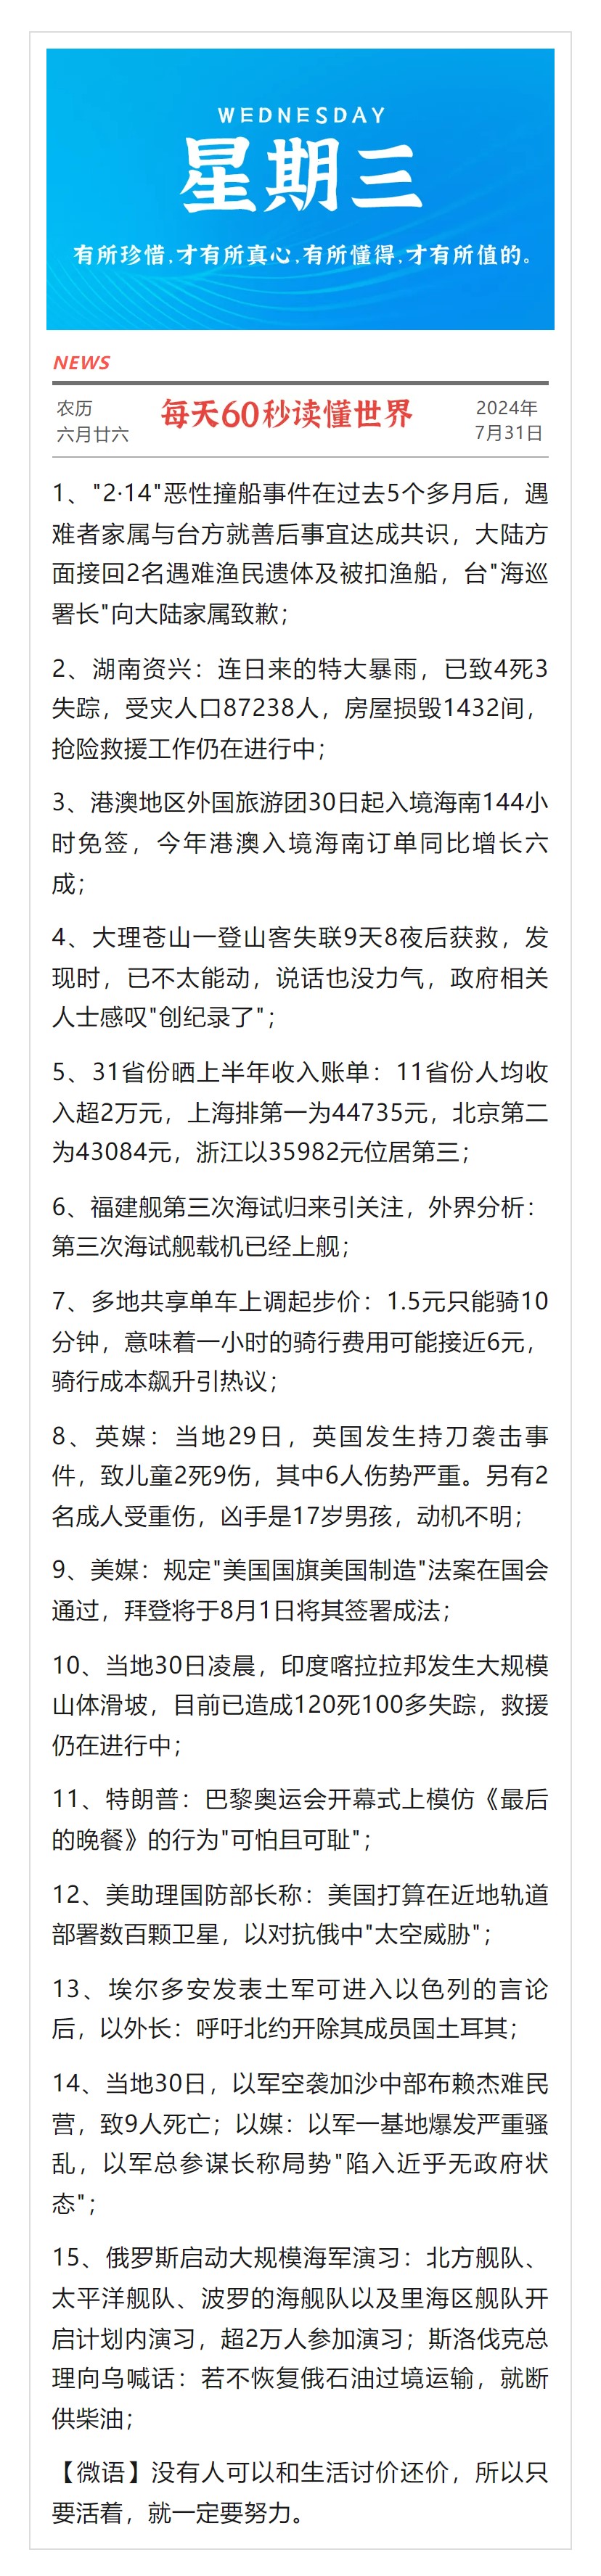 WEDNESDAY
星期三
有所珍惜,才有所真心,有所懂得,才有所值的。
NEWS
农历
六月廿六
每天60秒读懂世界
2024年
7月31日
1、"2·14"恶性撞船事件在过去5个多月后，遇
难者家属与台方就善后事宜达成共识，大陆方
面接回2名遇难渔民遗体及被扣渔船，台"海巡
署长"向大陆家属致歉；
2、湖南资兴：连日来的特大暴雨，已致4死3
失踪，受灾人口87238人，房屋损毁1432间，
抢险救援工作仍在进行中；
3、港澳地区外国旅游团30日起入境海南144小
时免签，今年港澳入境海南订单同比增长六
成；
4、大理苍山一登山客失联9天8夜后获救，发
现时，已不太能动，说话也没力气，政府相关
人士感叹"创纪录了"；
5、31省份晒上半年收入账单：11省份人均收
入超2万元，上海排第一为44735元，北京第二
为43084元，浙江以35982元位居第三；
6、福建舰第三次海试归来引关注，外界分析：
第三次海试舰载机已经上舰；
7、多地共享单车上调起步价：1.5元只能骑10
分钟，意味着一小时的骑行费用可能接近6元，
骑行成本飙升引热议；
8、英媒：当地29日，英国发生持刀袭击事
件，致儿童2死9伤，其中6人伤势严重。另有2
名成人受重伤，凶手是17岁男孩，动机不明；
9、美媒：规定"美国国旗美国制造"法案在国会
通过，拜登将于8月1日将其签署成法；
10、当地30日凌晨，印度喀拉拉邦发生大规模
山体滑坡，目前已造成120死100多失踪，救援
仍在进行中；
11、特朗普：巴黎奥运会开幕式上模仿《最后
的晚餐》的行为"可怕且可耻"；
12、美助理国防部长称：美国打算在近地轨道
部署数百颗卫星，以对抗俄中"太空威胁"；
13、埃尔多安发表土军可进入以色列的言论
后，以外长：呼吁北约开除其成员国土耳其；
14、当地30日，以军空袭加沙中部布赖杰难民
营，致9人死亡；以媒：以军一基地爆发严重骚
乱，以军总参谋长称局势"陷入近乎无政府状
态"；
15、俄罗斯启动大规模海军演习：北方舰队、
太平洋舰队、波罗的海舰队以及里海区舰队开
启计划内演习，超2万人参加演习；斯洛伐克总
理向乌喊话：若不恢复俄石油过境运输，就断
供柴油；
【微语】没有人可以和生活讨价还价，所以只
要活着，就一定要努力。